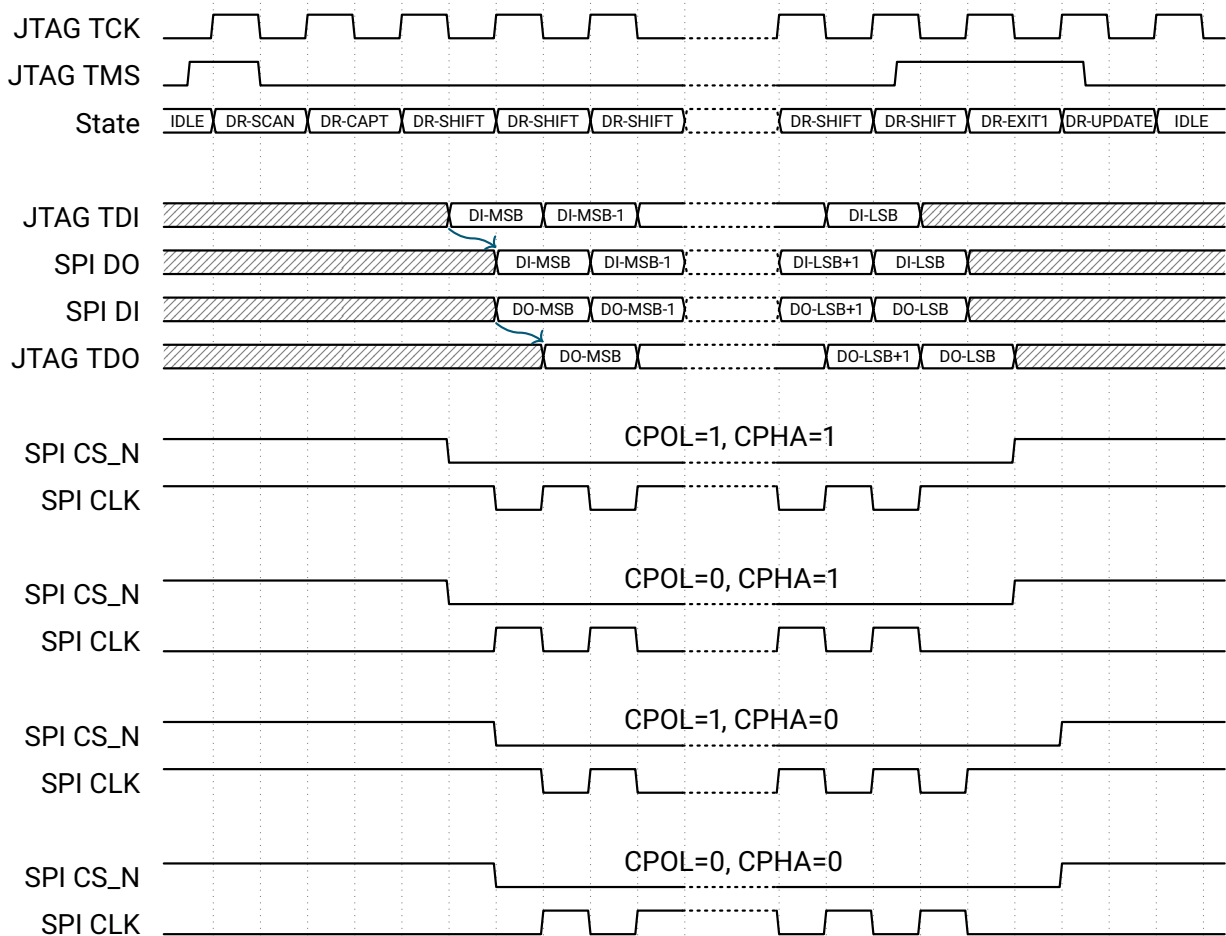 JTAG TCK
JTAG TMS
State IDLE DR-SCAN DR-CAPT DR-SHIFT DR-SHIFT DR-SHIFT DR-SHIFT DR-SHIFT DR-EXIT1 DR-UPDATE IDLE
JTAG TDI DI-MSB DI-MSB-1 DI-LSB
SPI DO DI-MSB DI-MSB-1 DI-LSB+1 DI-LSB
SPI DI DO-MSB DO-MSB-1 DO-LSB+1 DO-LSB
JTAG TDO DO-MSB DO-LSB+1 DO-LSB
CPOL=1, CPHA=1
SPI CS_N
SPI CLK
CPOL=0, CPHA=1
SPI CS_N
SPI CLK
CPOL=1, CPHA=0
SPI CS_N
SPI CLK
CPOL=0, CPHA=0
SPI CS_N
SPI CLK